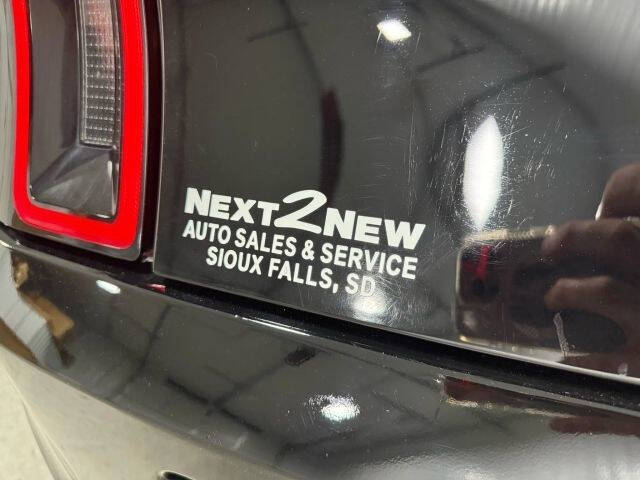 NEXT2NEW
AUTO SALES & SERVICE
SIOUX FALLS, SD